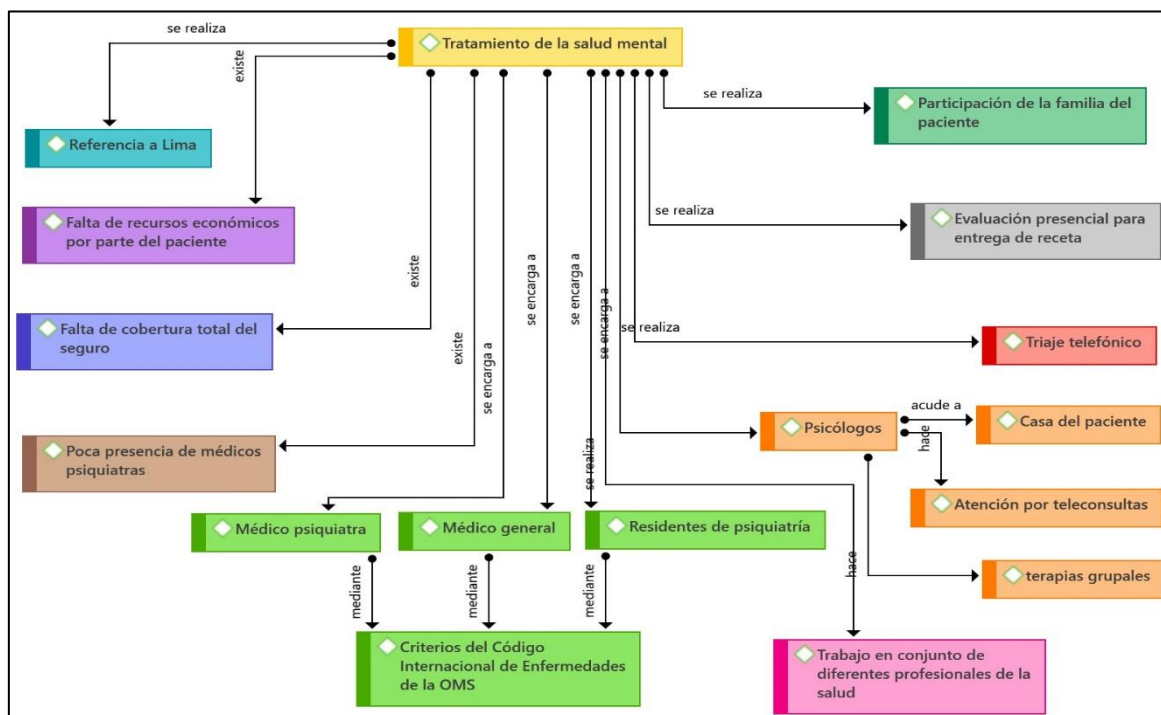 se realiza
Tratamiento de la salud mental
existe
se realiza
Participación de la familia del
paciente
Referencia a Lima
Falta de recursos económicos
por parte del paciente
se realiza
Evaluación presencial para
entrega de receta
existe
se encarga a
se encarga a
se encarga a
Falta de cobertura total del
seguro
existe
se encarga a
se realiza
Triaje telefónico
Psicólogos
acude a
Casa del paciente
hace
Poca presencia de médicos
psiquiatras
se realiza
Atención por teleconsultas
Médico psiquiatra
Médico general
Residentes de psiquiatría
hace
terapias grupales
mediante
mediante
mediante
Criterios del Código
Internacional de Enfermedades
de la OMS
Trabajo en conjunto de
diferentes profesionales de la
salud